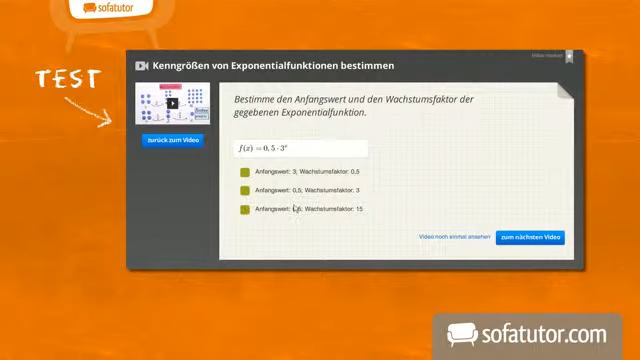 sofatutor
TEST
Kenngrößen von Exponentialfunktionen bestimmen
Bestimme den Anfangswert und den Wachstumsfaktor der
gegebenen Exponentialfunktion.
zurück zum Video
f(x) = 0, 5 · 3ˣ
Anfangswert: 3; Wachstumsfaktor: 0,5
Anfangswert: 0,5; Wachstumsfaktor: 3
Anfangswert: Wachstumsfaktor: 15
Video noch einmal ansehen
zum nächsten Video
sofatutor.com